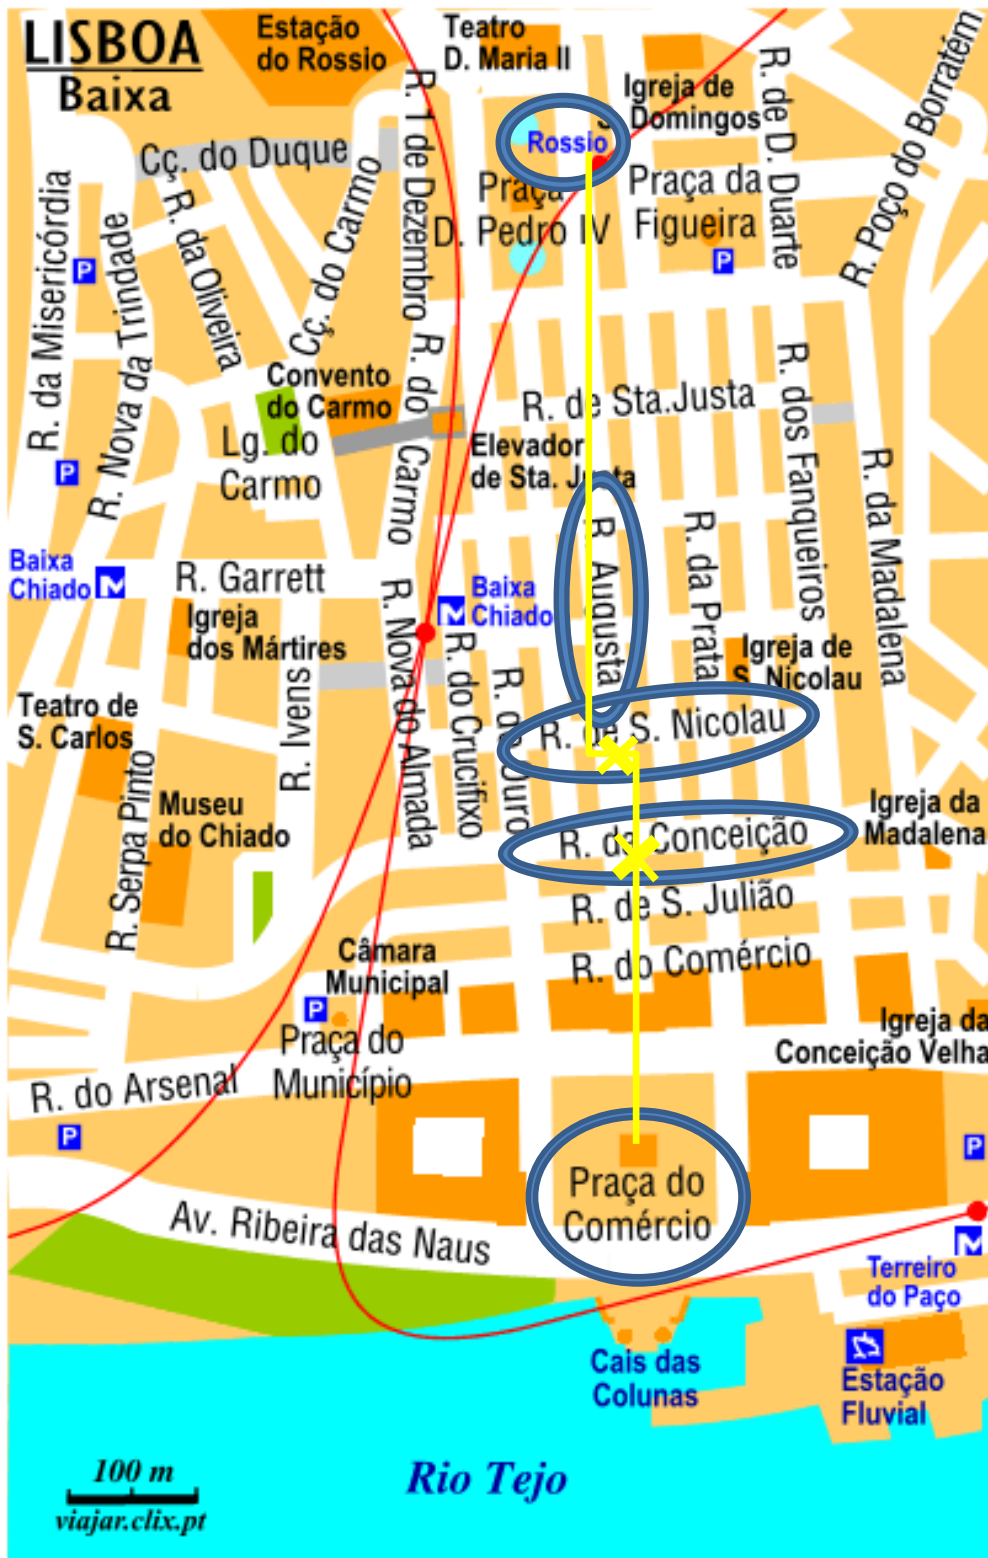 LISBOA
Baixa
Estação
do Rossio
Teatro
D. Maria II
Igreja de
S. Domingos
R. de D. Duarte
R. Poço do Borratém
R. 1 de Dezembro
Rossio
Cç. do Duque
Praça
D. Pedro IV
Praça da
Figueira
P
P
R. da Misericórdia
R. Nova da Trindade
R. da Oliveira
Cç. do Carmo
Convento
do Carmo
Lg. do
Carmo
R. do Carmo
R. de Sta.Justa
Elevador
de Sta. Justa
R. dos Fanqueiros
R. da Madalena
P
R. Augusta
R. da Prata
Baixa
Chiado
R. Garrett
Baixa
Chiado
Igreja
dos Mártires
R. Nova do Almada
R. do Crucifixo
R. do Ouro
Igreja de
S. Nicolau
Teatro de
S. Carlos
R. Ivens
R. de S. Nicolau
R. Serpa Pinto
Museu
do Chiado
R. da Conceição
Igreja da
Madalena
R. de S. Julião
Câmara
Municipal
R. do Comércio
P
Praça do
Município
Igreja da
Conceição Velha
R. do Arsenal
P
P
Praça do
Comércio
Av. Ribeira das Naus
Terreiro
do Paço
Cais das
Colunas
Estação
Fluvial
100 m
viajar.clix.pt
Rio Tejo